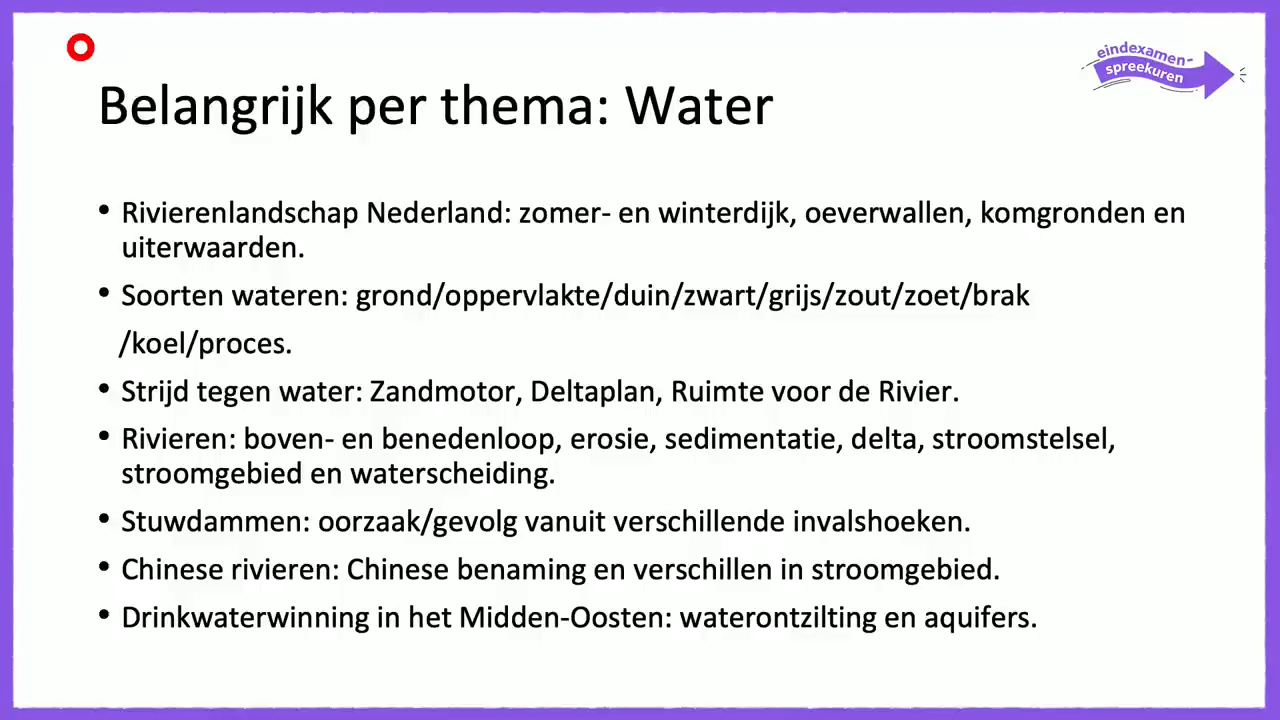 eindexamen-
spreekuren
Belangrijk per thema: Water
• Rivierenlandschap Nederland: zomer- en winterdijk, oeverwallen, komgronden en
uiterwaarden.
• Soorten wateren: grond/oppervlakte/duin/zwart/grijs/zout/zoet/brak
/koel/proces.
• Strijd tegen water: Zandmotor, Deltaplan, Ruimte voor de Rivier.
• Rivieren: boven- en benedenloop, erosie, sedimentatie, delta, stroomstelsel,
stroomgebied en waterscheiding.
• Stuwdammen: oorzaak/gevolg vanuit verschillende invalshoeken.
• Chinese rivieren: Chinese benaming en verschillen in stroomgebied.
• Drinkwaterwinning in het Midden-Oosten: waterontzilting en aquifers.